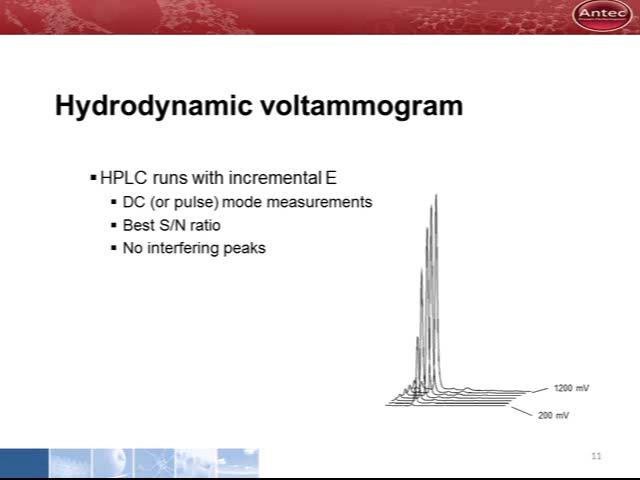 Antec
Hydrodynamic voltammogram
HPLC runs with incremental E
DC (or pulse) mode measurements
Best S/N ratio
No interfering peaks
1200 mV
200 mV
11